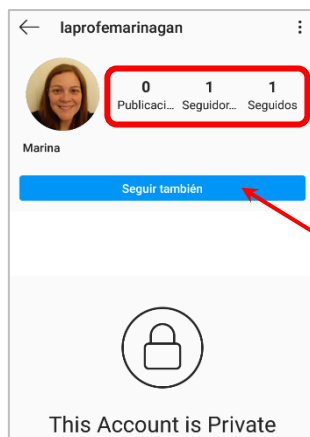 laprofemarinagan
0 1 1
Publicaci... Seguidor... Seguidos
Marina
Seguir también
This Account is Private